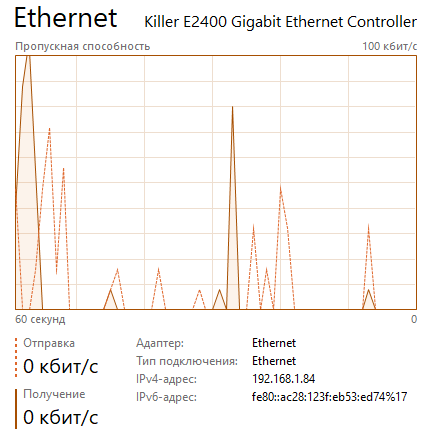 Ethernet Killer E2400 Gigabit Ethernet Controller
Пропускная способность 100 кбит/с
60 секунд 0
Отправка
0 кбит/с
Получение
0 кбит/с
Адаптер: Ethernet
Тип подключения: Ethernet
IPv4-адрес: 192.168.1.84
IPv6-адрес: fe80::ac28:123f:eb53:ed74%17